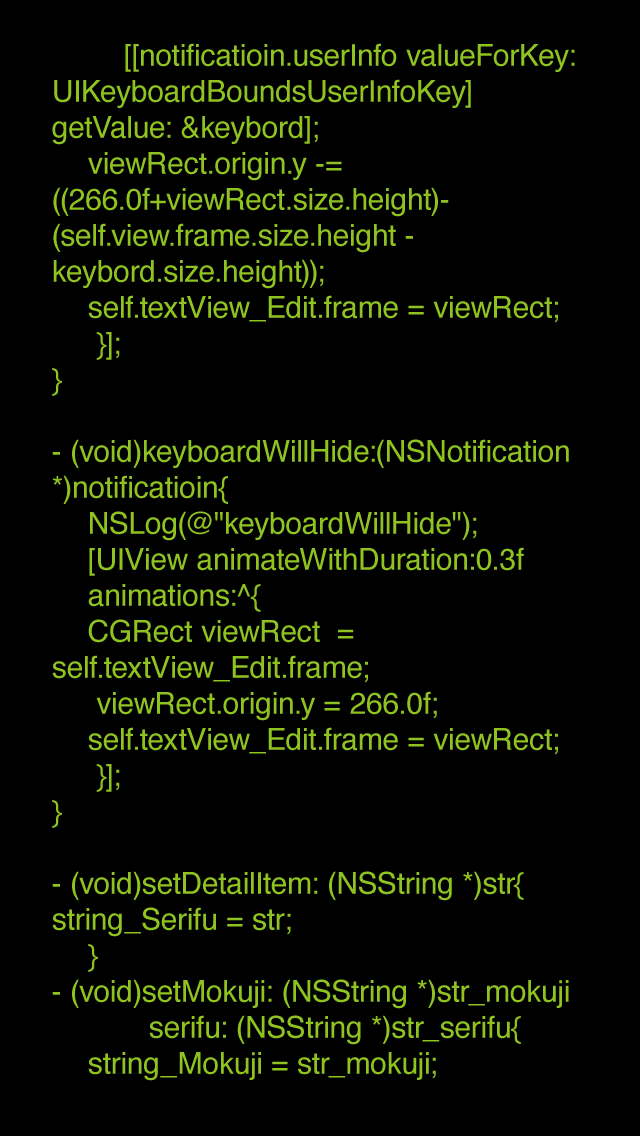 [[notificatioin.userInfo valueForKey:
UIKeyboardBoundsUserInfoKey]
getValue: &keybord];
viewRect.origin.y -=
((266.0f+viewRect.size.height)-
(self.view.frame.size.height -
keybord.size.height));
self.textView_Edit.frame = viewRect;
}];
}
- (void)keyboardWillHide:(NSNotification
*)notificatioin{
NSLog(@"keyboardWillHide");
[UIView animateWithDuration:0.3f
animations:^{
CGRect viewRect  =
self.textView_Edit.frame;
viewRect.origin.y = 266.0f;
self.textView_Edit.frame = viewRect;
}];
}
- (void)setDetailItem: (NSString *)str{
string_Serifu = str;
}
- (void)setMokuji: (NSString *)str_mokuji
serifu: (NSString *)str_serifu{
string_Mokuji = str_mokuji;